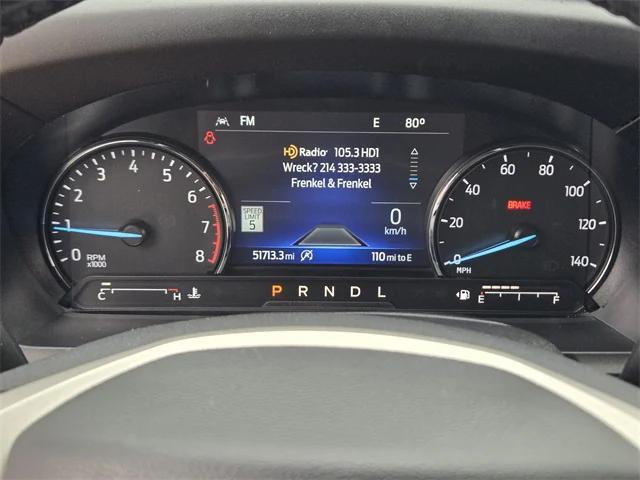 FM E 80°
HD Radio 105.3 HD1
Wreck? 214 333-3333
Frenkel & Frenkel
SPEED
LIMIT
5
0
km/h
51713.3 mi
110 mi to E
0 1 2 3 4 5 6 7 8
RPM
x1000
0 20 40 60 80 100 120 140
BRAKE
MPH
C H
P R N D L
E F